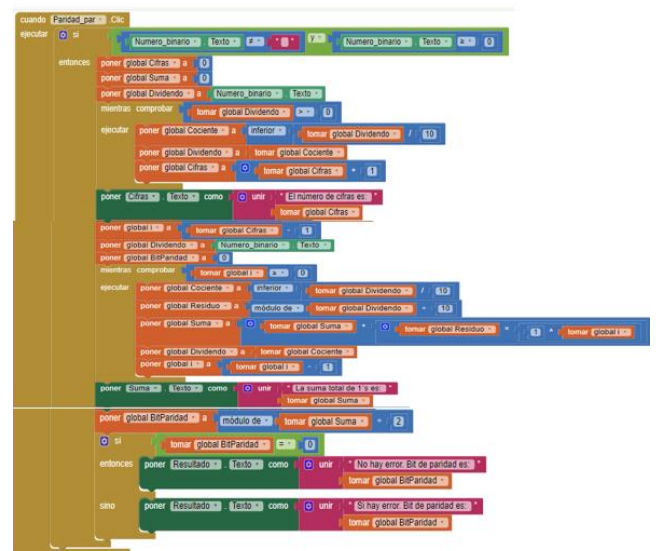 cuando Paridad_par . Clic
ejecutar si Numero_binario . Texto ≠ " " y Numero_binario . Texto ≥ 0
entonces poner global Cifras a 0
poner global Suma a 0
poner global Dividendo a Numero_binario . Texto
mientras comprobar tomar global Dividendo > 0
ejecutar poner global Cociente a inferior tomar global Dividendo / 10
poner global Dividendo a tomar global Cociente
poner global Cifras a tomar global Cifras + 1
poner Cifras . Texto como unir " El número de cifras es: "
tomar global Cifras
poner global i a tomar global Cifras - 1
poner global Dividendo a Numero_binario . Texto
poner global BitParidad a 0
mientras comprobar tomar global i ≥ 0
ejecutar poner global Cociente a inferior tomar global Dividendo / 10
poner global Residuo a módulo de tomar global Dividendo ÷ 10
poner global Suma a tomar global Suma + tomar global Residuo × 1 ^ tomar global i
poner global Dividendo a tomar global Cociente
poner global i a tomar global i - 1
poner Suma . Texto como unir " La suma total de 1´s es: "
tomar global Suma
poner global BitParidad a módulo de tomar global Suma ÷ 2
si tomar global BitParidad = 0
entonces poner Resultado . Texto como unir " No hay error. Bit de paridad es: "
tomar global BitParidad
sino poner Resultado . Texto como unir " Si hay error. Bit de paridad es: "
tomar global BitParidad